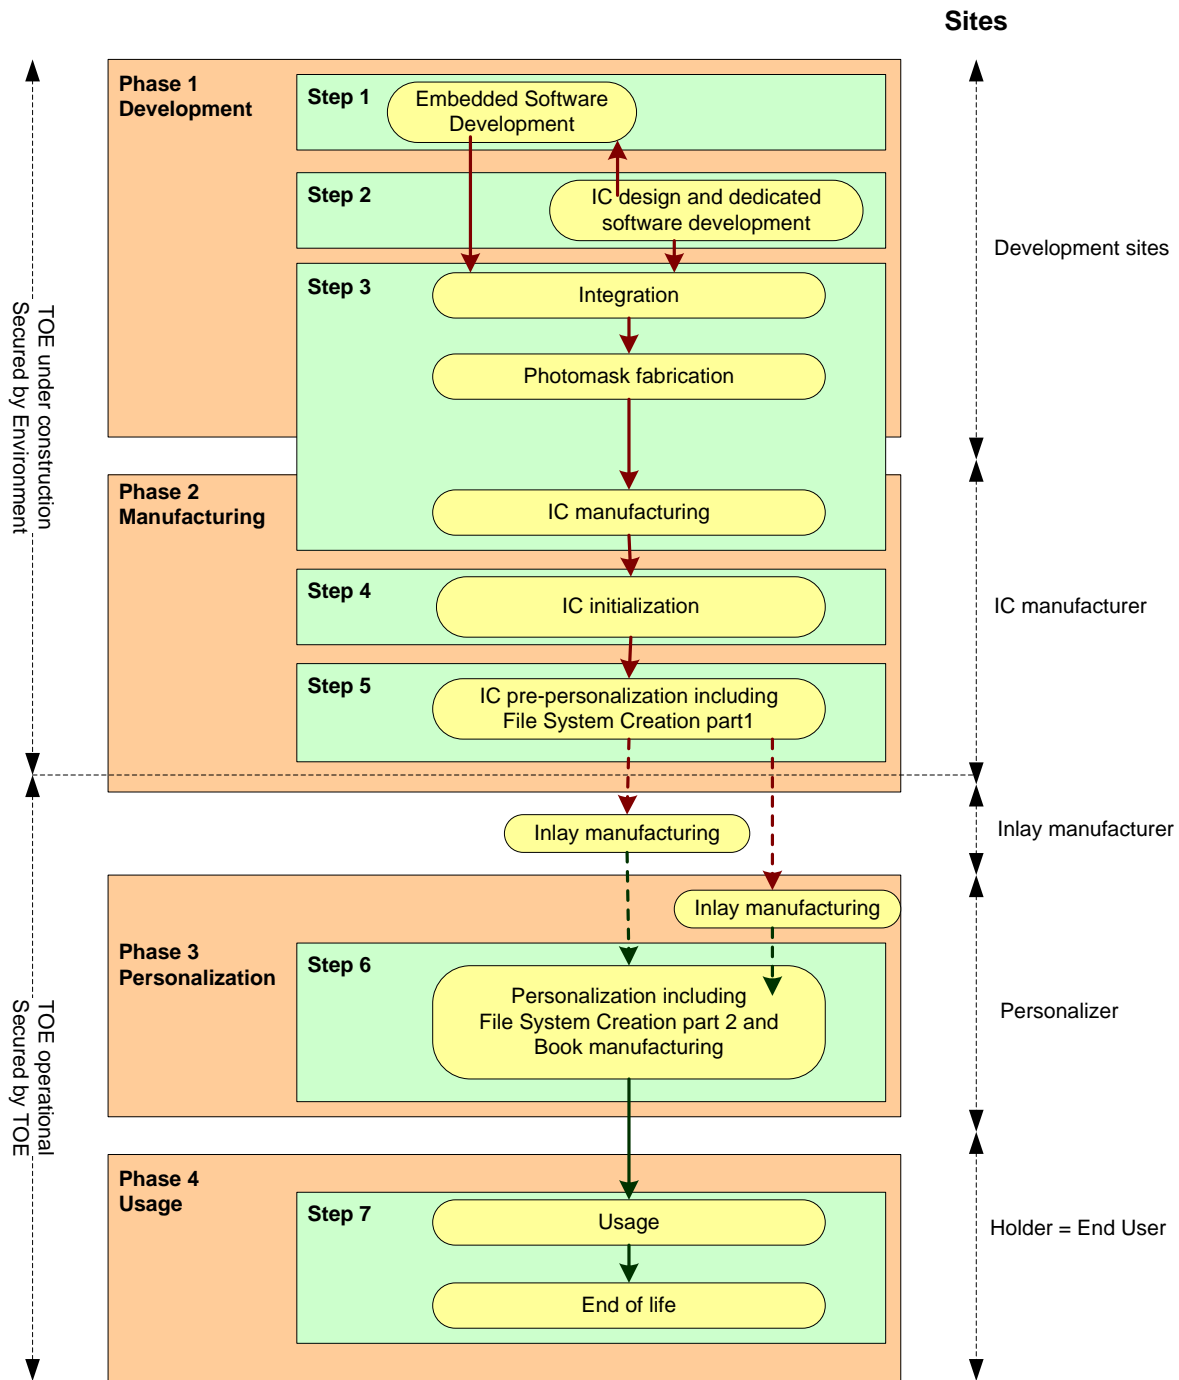 Sites
Phase 1
Development
Step 1
Embedded Software
Development
Step 2
IC design and dedicated
software development
Development sites
Step 3
Integration
Photomask fabrication
TOE under construction
Secured by Environment
Phase 2
Manufacturing
IC manufacturing
Step 4
IC initialization
IC manufacturer
Step 5
IC pre-personalization including
File System Creation part1
Inlay manufacturing
Inlay manufacturer
Inlay manufacturing
Phase 3
Personalization
Step 6
Personalization including
File System Creation part 2 and
Book manufacturing
Personalizer
TOE operational
Secured by TOE
Phase 4
Usage
Step 7
Usage
Holder = End User
End of life